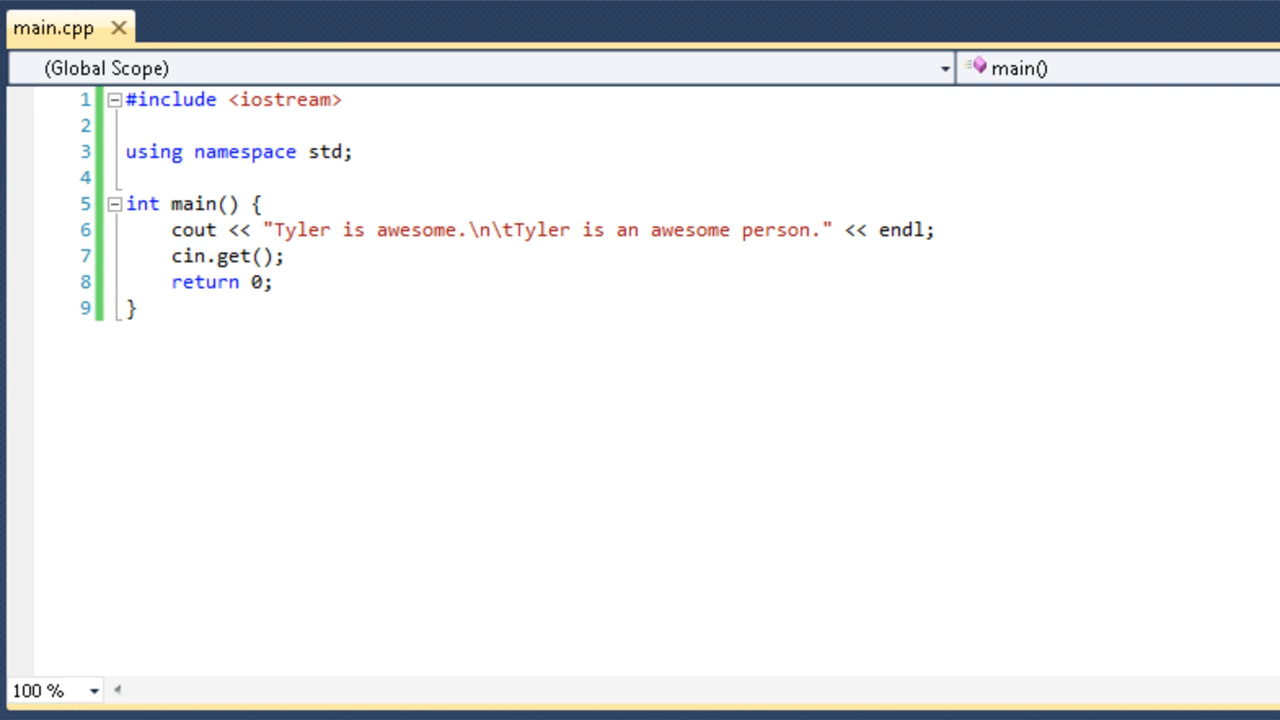 main.cpp
(Global Scope) main()
1 #include <iostream>
2
3 using namespace std;
4
5 int main() {
6 cout << "Tyler is awesome.\n\tTyler is an awesome person." << endl;
7 cin.get();
8 return 0;
9 }
100 %